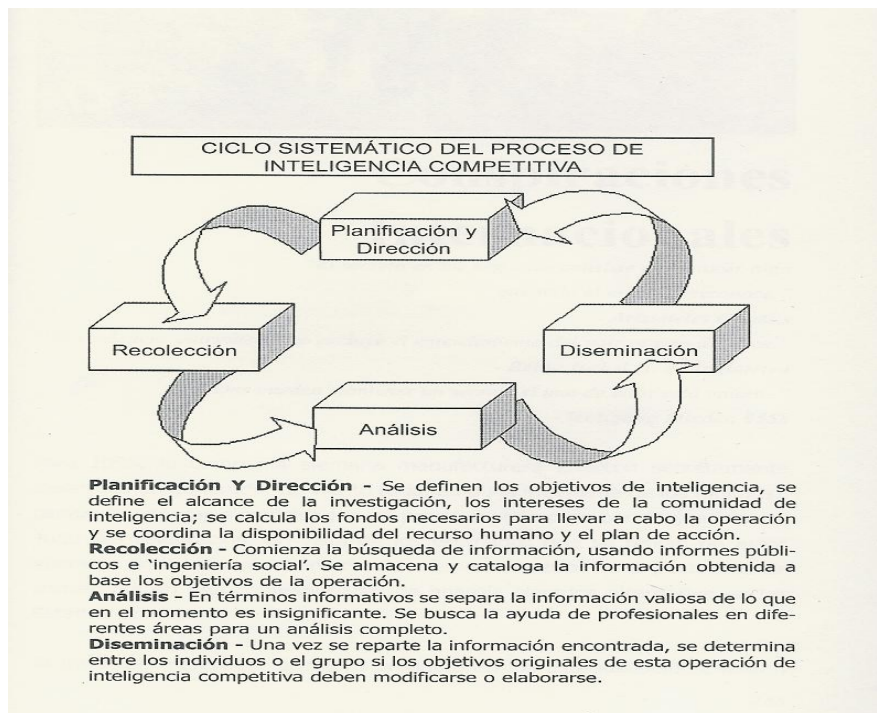 CICLO SISTEMÁTICO DEL PROCESO DE
INTELIGENCIA COMPETITIVA
Planificación y
Dirección
Recolección
Diseminación
Análisis
Planificación Y Dirección - Se definen los objetivos de inteligencia, se
define el alcance de la investigación, los intereses de la comunidad de
inteligencia; se calcula los fondos necesarios para llevar a cabo la operación
y se coordina la disponibilidad del recurso humano y el plan de acción.
Recolección - Comienza la búsqueda de información, usando informes públi-
cos e ‘ingeniería social’. Se almacena y cataloga la información obtenida a
base los objetivos de la operación.
Análisis - En términos informativos se separa la información valiosa de lo que
en el momento es insignificante. Se busca la ayuda de profesionales en dife-
rentes áreas para un análisis completo.
Diseminación - Una vez se reparte la información encontrada, se determina
entre los individuos o el grupo si los objetivos originales de esta operación de
inteligencia competitiva deben modificarse o elaborarse.